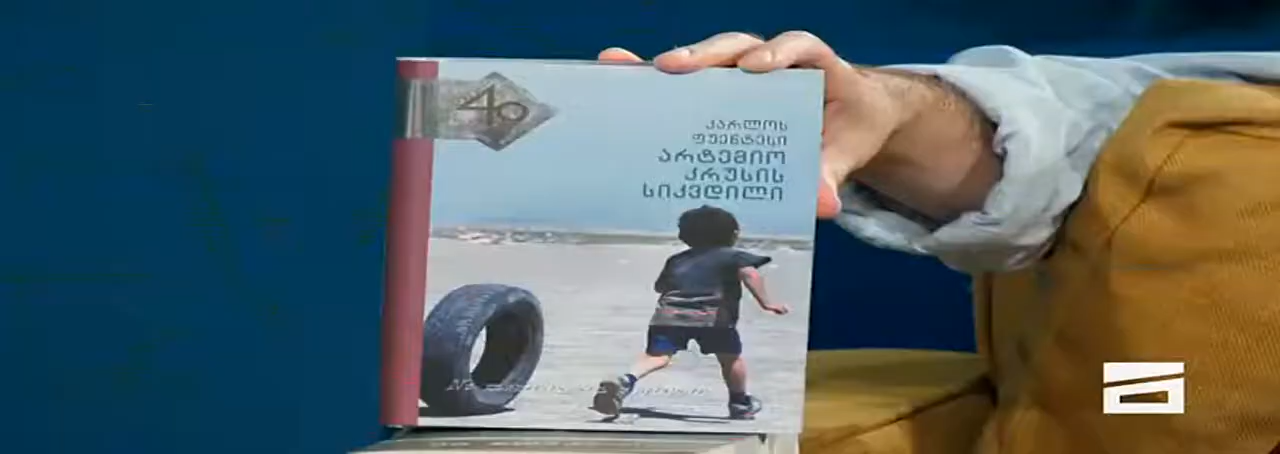 40
კარლოს
ფუენტესი
არტემიო
კრუსის
სიკვდილი